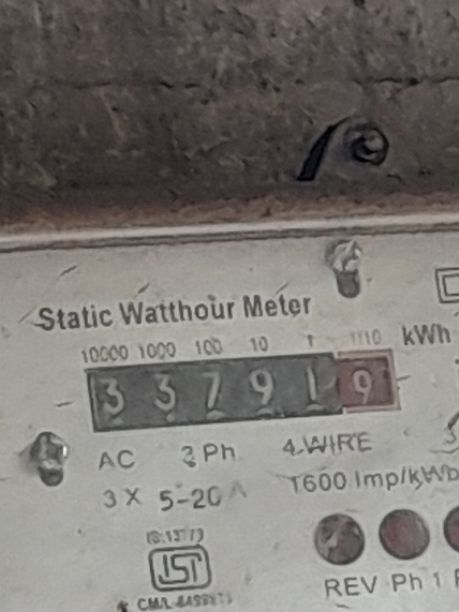 Static Watthour Meter
10000 1000 100 10 1 1/10 kWh
3 3 7 9 1 9
AC 3 Ph 4 WIRE
3 X 5-20 A 1600 Imp/kWh
ISI
REV Ph 1